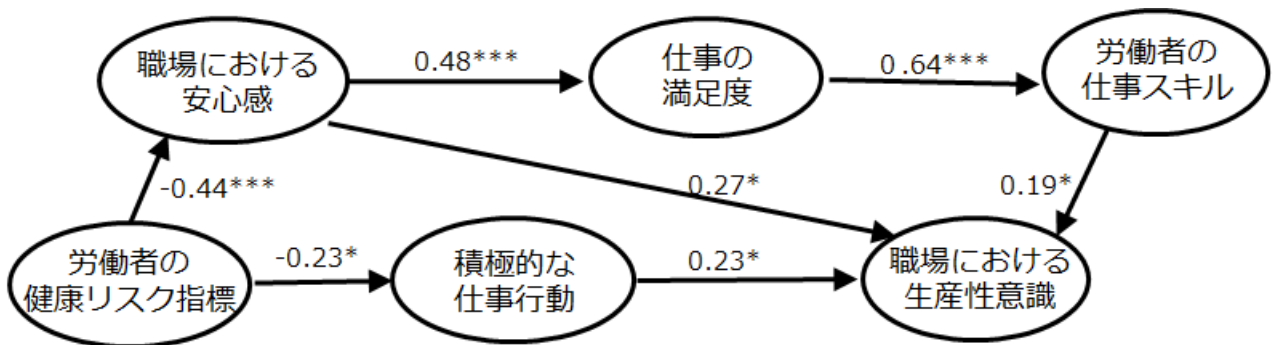 職場における
安心感
0.48***
仕事の
満足度
0.64***
労働者の
仕事スキル
-0.44***
0.27*
0.19*
労働者の
健康リスク指標
-0.23*
積極的な
仕事行動
0.23*
職場における
生産性意識